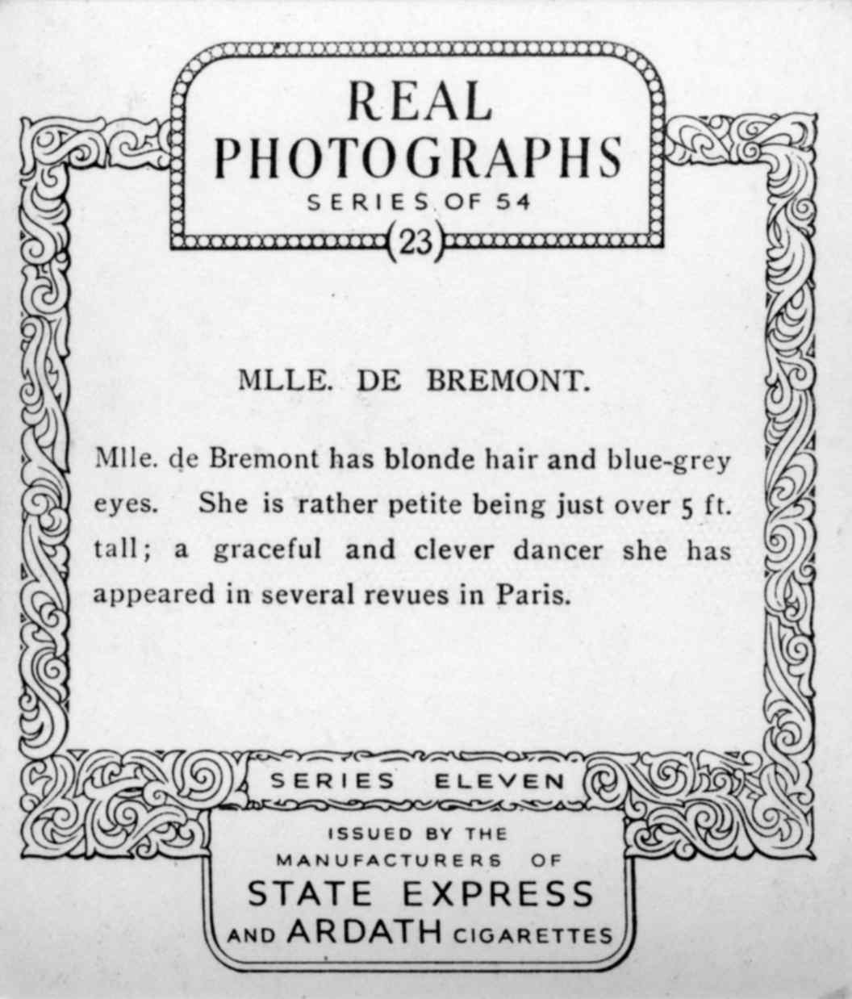 REAL
PHOTOGRAPHS
SERIES OF 54
(23)
MLLE. DE BREMONT.
Mlle. de Bremont has blonde hair and blue-grey
eyes. She is rather petite being just over 5 ft.
tall; a graceful and clever dancer she has
appeared in several revues in Paris.
SERIES ELEVEN
ISSUED BY THE
MANUFACTURERS OF
STATE EXPRESS
AND ARDATH CIGARETTES